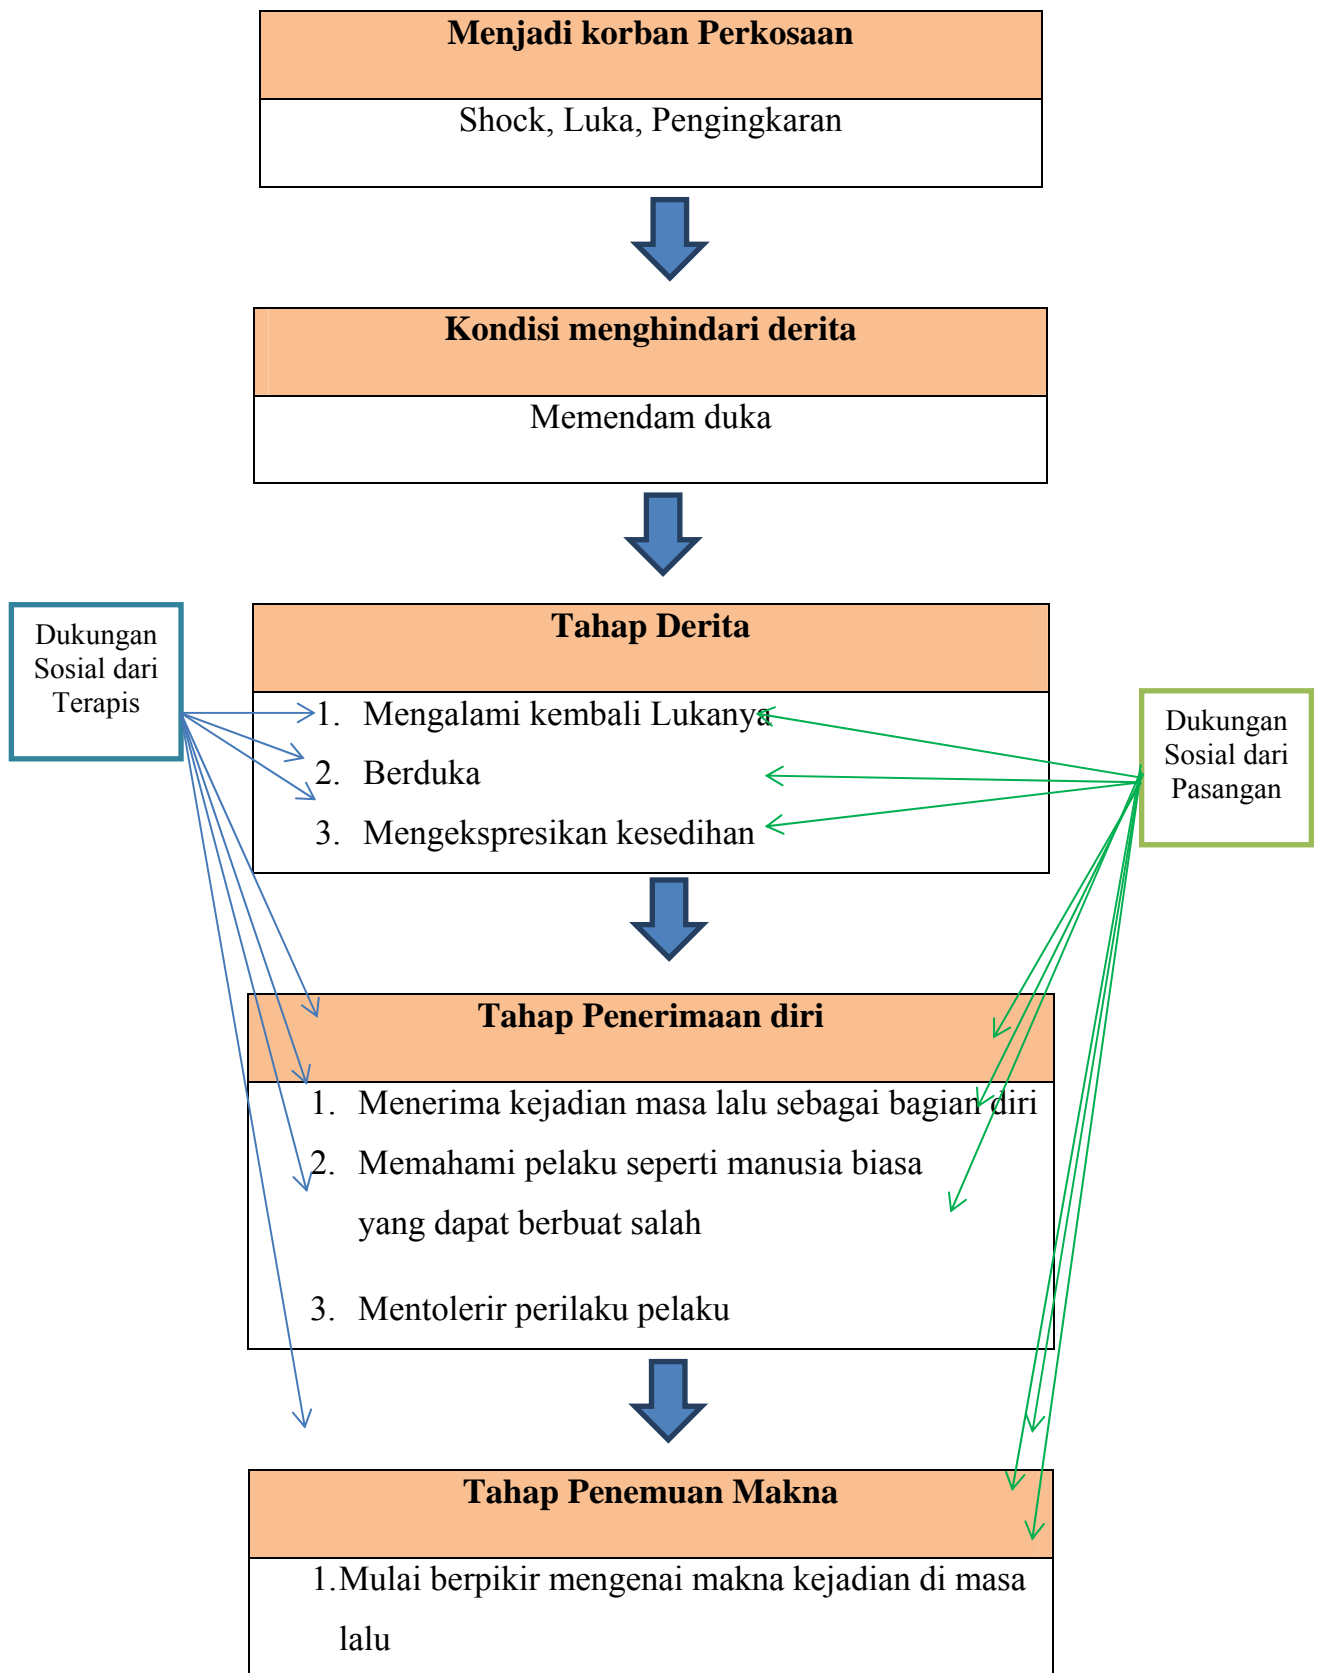 Menjadi korban Perkosaan
Shock, Luka, Pengingkaran
Kondisi menghindari derita
Memendam duka
Dukungan
Sosial dari
Terapis
Tahap Derita
1. Mengalami kembali Lukanya
2. Berduka
3. Mengekspresikan kesedihan
Dukungan
Sosial dari
Pasangan
Tahap Penerimaan diri
1. Menerima kejadian masa lalu sebagai bagian diri
2. Memahami pelaku seperti manusia biasa
yang dapat berbuat salah
3. Mentolerir perilaku pelaku
Tahap Penemuan Makna
1.Mulai berpikir mengenai makna kejadian di masa
lalu